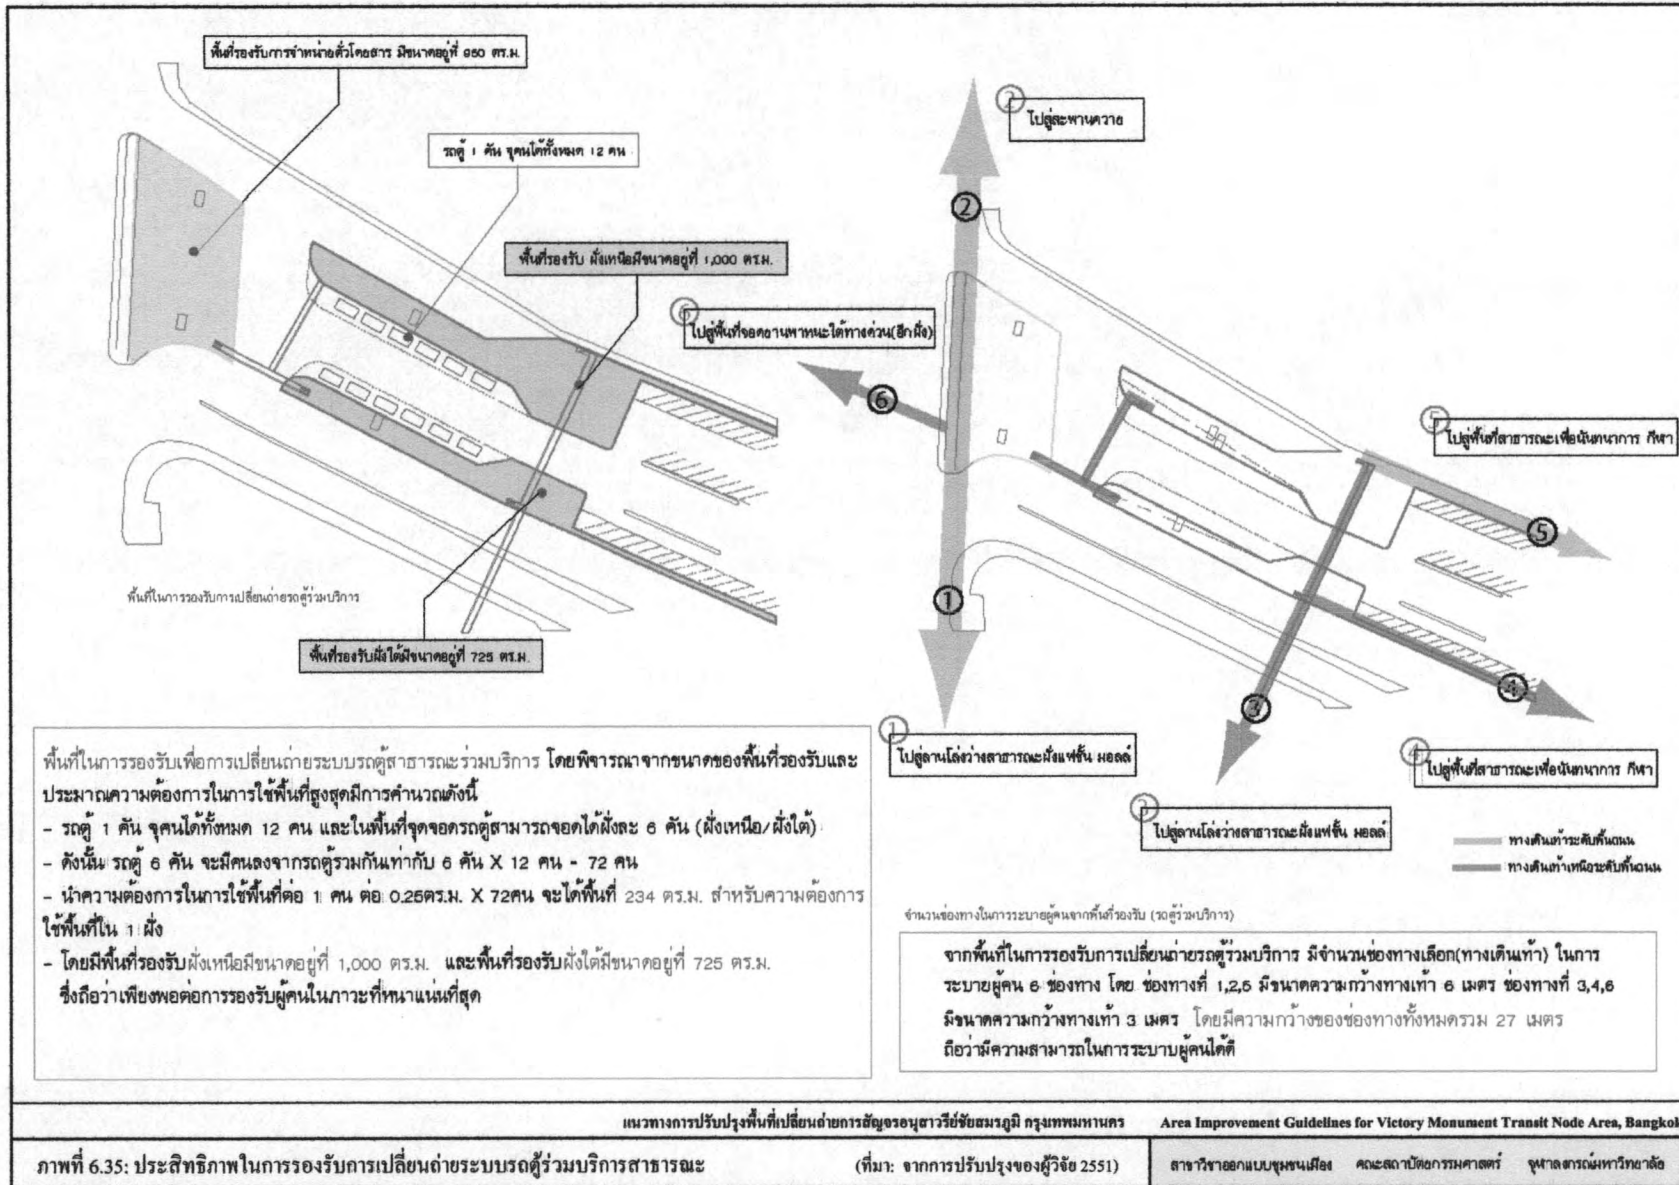 พื้นที่รองรับการจำหน่ายตั๋วโดยสาร มีขนาดอยู่ที่ 950 ตร.ม.
รถตู้ 1 คัน จุคนได้ทั้งหมด 12 คน
พื้นที่รองรับ ฝั่งเหนือมีขนาดอยู่ที่ 1,000 ตร.ม.
พื้นที่ในการรองรับการเปลี่ยนถ่ายรถตู้ร่วมบริการ
พื้นที่รองรับฝั่งใต้มีขนาดอยู่ที่ 725 ตร.ม.
2
ไปสู่สะพานควาย
2
6
ไปสู่พื้นที่จอดยานพาหนะใต้ทางด่วน(อีกฝั่ง)
6
5
ไปสู่พื้นที่สาธารณะเพื่อนันทนาการ กีฬา
5
1
4
3
1
ไปสู่ลานโล่งว่างสาธารณะฝั่งแฟชั่น มอลล์
4
ไปสู่พื้นที่สาธารณะเพื่อนันทนาการ กีฬา
3
ไปสู่ลานโล่งว่างสาธารณะฝั่งแฟชั่น มอลล์
ทางเดินเท้าระดับพื้นถนน
ทางเดินเท้าเหนือระดับพื้นถนน
พื้นที่ในการรองรับเพื่อการเปลี่ยนถ่ายระบบรถตู้สาธารณะร่วมบริการ โดยพิจารณาจากขนาดของพื้นที่รองรับและ
ประมาณความต้องการในการใช้พื้นที่สูงสุดมีการคำนวณดังนี้
- รถตู้ 1 คัน จุคนได้ทั้งหมด 12 คน และในพื้นที่จุดจอดรถตู้สามารถจอดได้ฝั่งละ 6 คัน (ฝั่งเหนือ/ฝั่งใต้)
- ดังนั้น รถตู้ 6 คัน จะมีคนลงจากรถตู้รวมกันเท่ากับ 6 คัน X 12 คน - 72 คน
- นำความต้องการในการใช้พื้นที่ต่อ 1 คน ต่อ 0.25ตร.ม. X 72คน จะได้พื้นที่ 234 ตร.ม. สำหรับความต้องการ
ใช้พื้นที่ใน 1 ฝั่ง
- โดยมีพื้นที่รองรับฝั่งเหนือมีขนาดอยู่ที่ 1,000 ตร.ม. และพื้นที่รองรับฝั่งใต้มีขนาดอยู่ที่ 725 ตร.ม.
ซึ่งถือว่าเพียงพอต่อการรองรับผู้คนในภาวะที่หนาแน่นที่สุด
จำนวนช่องทางในการระบายผู้คนจากพื้นที่รองรับ (รถตู้ร่วมบริการ)
จากพื้นที่ในการรองรับการเปลี่ยนถ่ายรถตู้ร่วมบริการ มีจำนวนช่องทางเลือก(ทางเดินเท้า) ในการ
ระบายผู้คน 6 ช่องทาง โดย ช่องทางที่ 1,2,5 มีขนาดความกว้างทางเท้า 6 เมตร ช่องทางที่ 3,4,6
มีขนาดความกว้างทางเท้า 3 เมตร โดยมีความกว้างของช่องทางทั้งหมดรวม 27 เมตร
ถือว่ามีความสามารถในการระบายผู้คนได้ดี
แนวทางการปรับปรุงพื้นที่เปลี่ยนถ่ายการสัญจรอนุสาวรีย์ชัยสมรภูมิ กรุงเทพมหานคร Area Improvement Guidelines for Victory Monument Transit Node Area, Bangkok
ภาพที่ 6.35: ประสิทธิภาพในการรองรับการเปลี่ยนถ่ายระบบรถตู้ร่วมบริการสาธารณะ (ที่มา: จากการปรับปรุงของผู้วิจัย 2551) สาขาวิชาออกแบบชุมชนเมือง คณะสถาปัตยกรรมศาสตร์ จุฬาลงกรณ์มหาวิทยาลัย